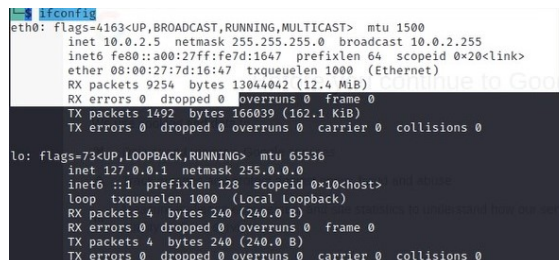 $ ifconfig
eth0: flags=4163<UP,BROADCAST,RUNNING,MULTICAST>  mtu 1500
inet 10.0.2.5  netmask 255.255.255.0  broadcast 10.0.2.255
inet6 fe80::a00:27ff:fe7d:1647  prefixlen 64  scopeid 0×20<link>
ether 08:00:27:7d:16:47  txqueuelen 1000  (Ethernet)
RX packets 9254  bytes 13044042 (12.4 MiB)
RX errors 0  dropped 0  overruns 0  frame 0
TX packets 1492  bytes 166039 (162.1 KiB)
TX errors 0  dropped 0 overruns 0  carrier 0  collisions 0
lo: flags=73<UP,LOOPBACK,RUNNING>  mtu 65536
inet 127.0.0.1  netmask 255.0.0.0
inet6 ::1  prefixlen 128  scopeid 0×10<host>
loop  txqueuelen 1000  (Local Loopback)
RX packets 4  bytes 240 (240.0 B)
RX errors 0  dropped 0  overruns 0  frame 0
TX packets 4  bytes 240 (240.0 B)
TX errors 0  dropped 0 overruns 0  carrier 0  collisions 0